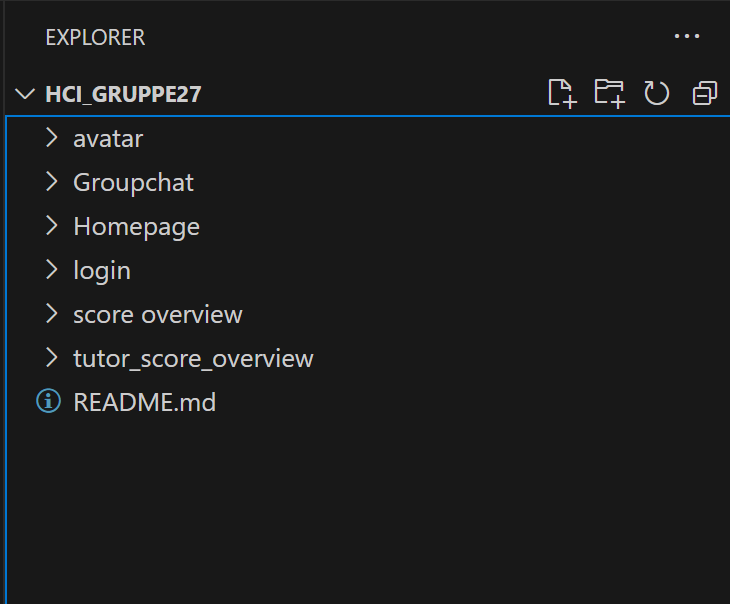 EXPLORER
HCI_GRUPPE27
avatar
Groupchat
Homepage
login
score overview
tutor_score_overview
README.md